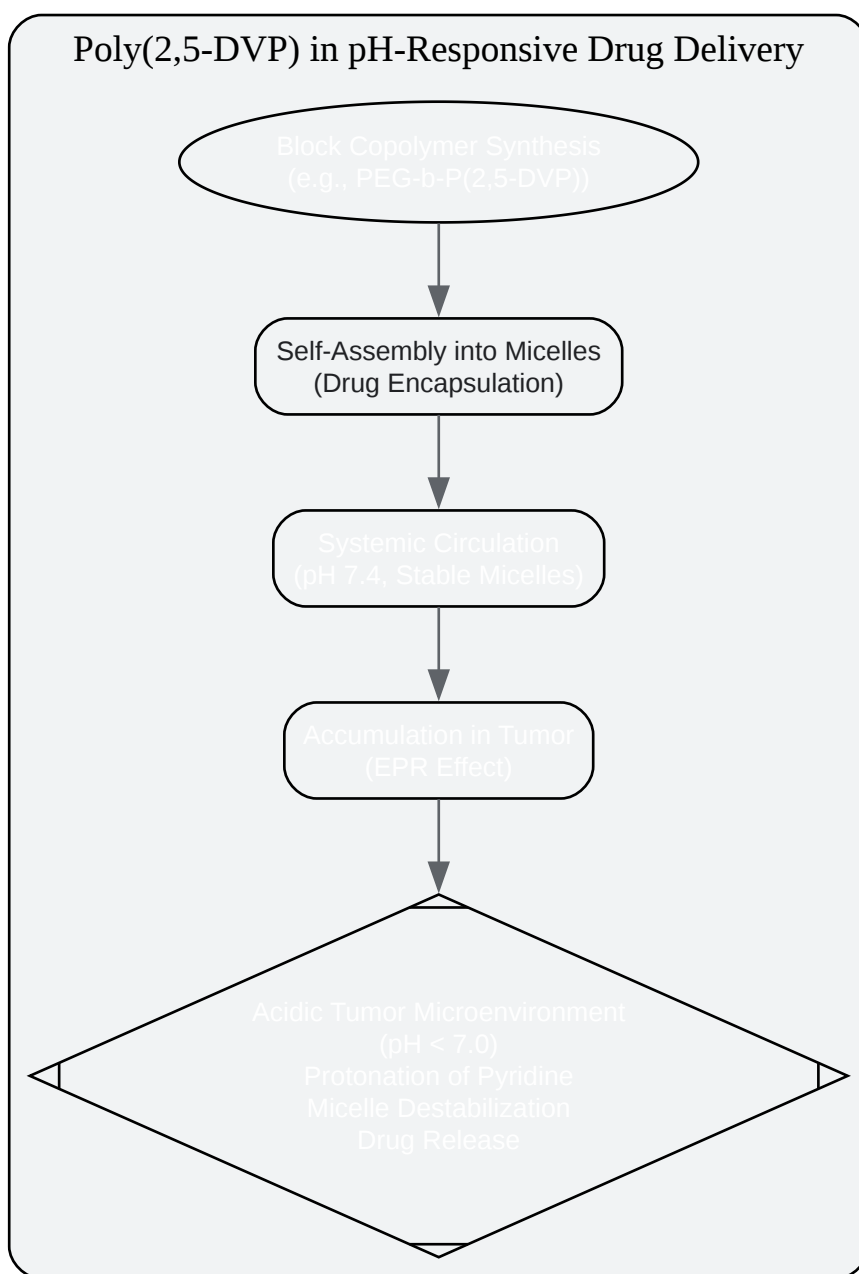 Poly(2,5-DVP) in pH-Responsive Drug Delivery
Block Copolymer Synthesis
(e.g., PEG-b-P(2,5-DVP))
Self-Assembly into Micelles
(Drug Encapsulation)
Systemic Circulation
(pH 7.4, Stable Micelles)
Accumulation in Tumor
(EPR Effect)
Acidic Tumor Microenvironment
(pH < 7.0)
Protonation of Pyridine
Micelle Destabilization
Drug Release